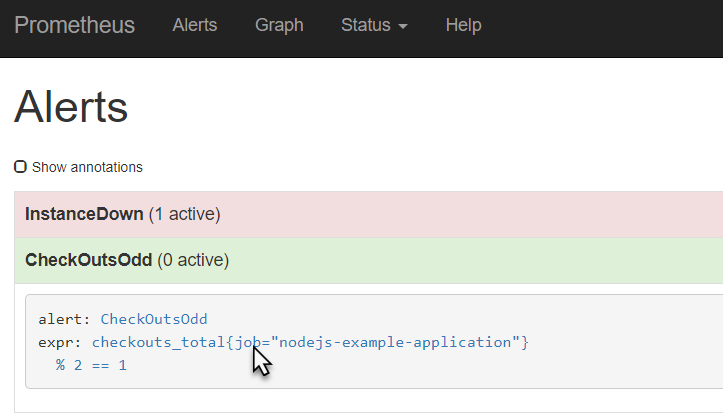 Prometheus Alerts Graph Status Help
Alerts
Show annotations
InstanceDown (1 active)
CheckOutsOdd (0 active)
alert: CheckOutsOdd
expr: checkouts_total{job="nodejs-example-application"}
% 2 == 1